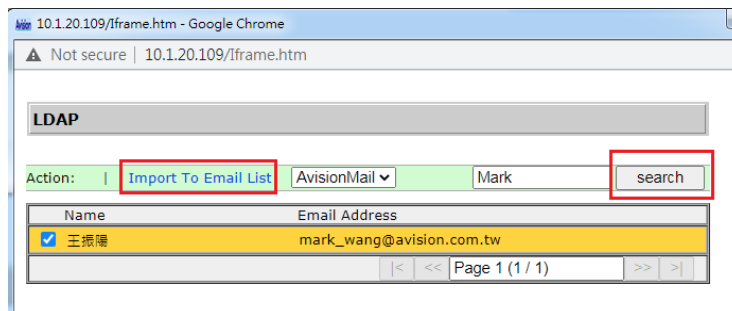 Avision 10.1.20.109/Iframe.htm - Google Chrome
Not secure | 10.1.20.109/Iframe.htm
LDAP
Action: | Import To Email List AvisionMail Mark search
Name Email Address
王振陽 mark_wang@avision.com.tw
|< << Page 1 (1 / 1) >> >|